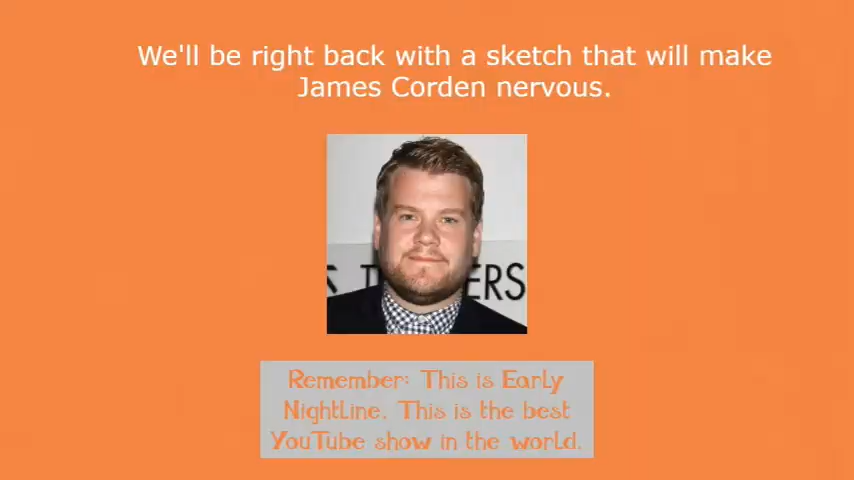 We'll be right back with a sketch that will make
James Corden nervous.
ERS
Remember: This is Early
NightLine. This is the best
YouTube show in the world.